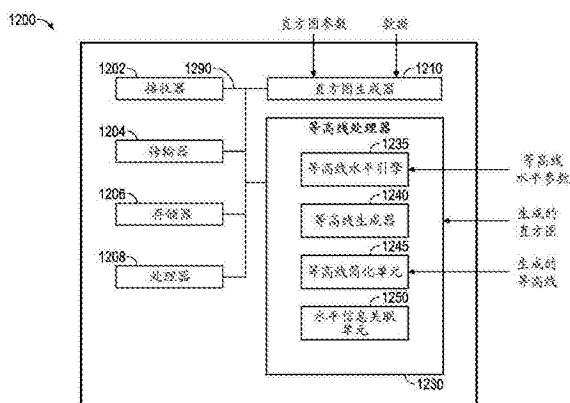 1200
直方图参数
数据
1202
1290
1210
接收器
直方图生成器
1204
等高线处理器
1235
传输器
等高线水平引擎
等高线
水平参数
1206
1240
存储器
等高线生成器
生成的
直方图
1208
1245
处理器
等高线简化单元
生成的
等高线
1250
水平信息关联
单元
1230